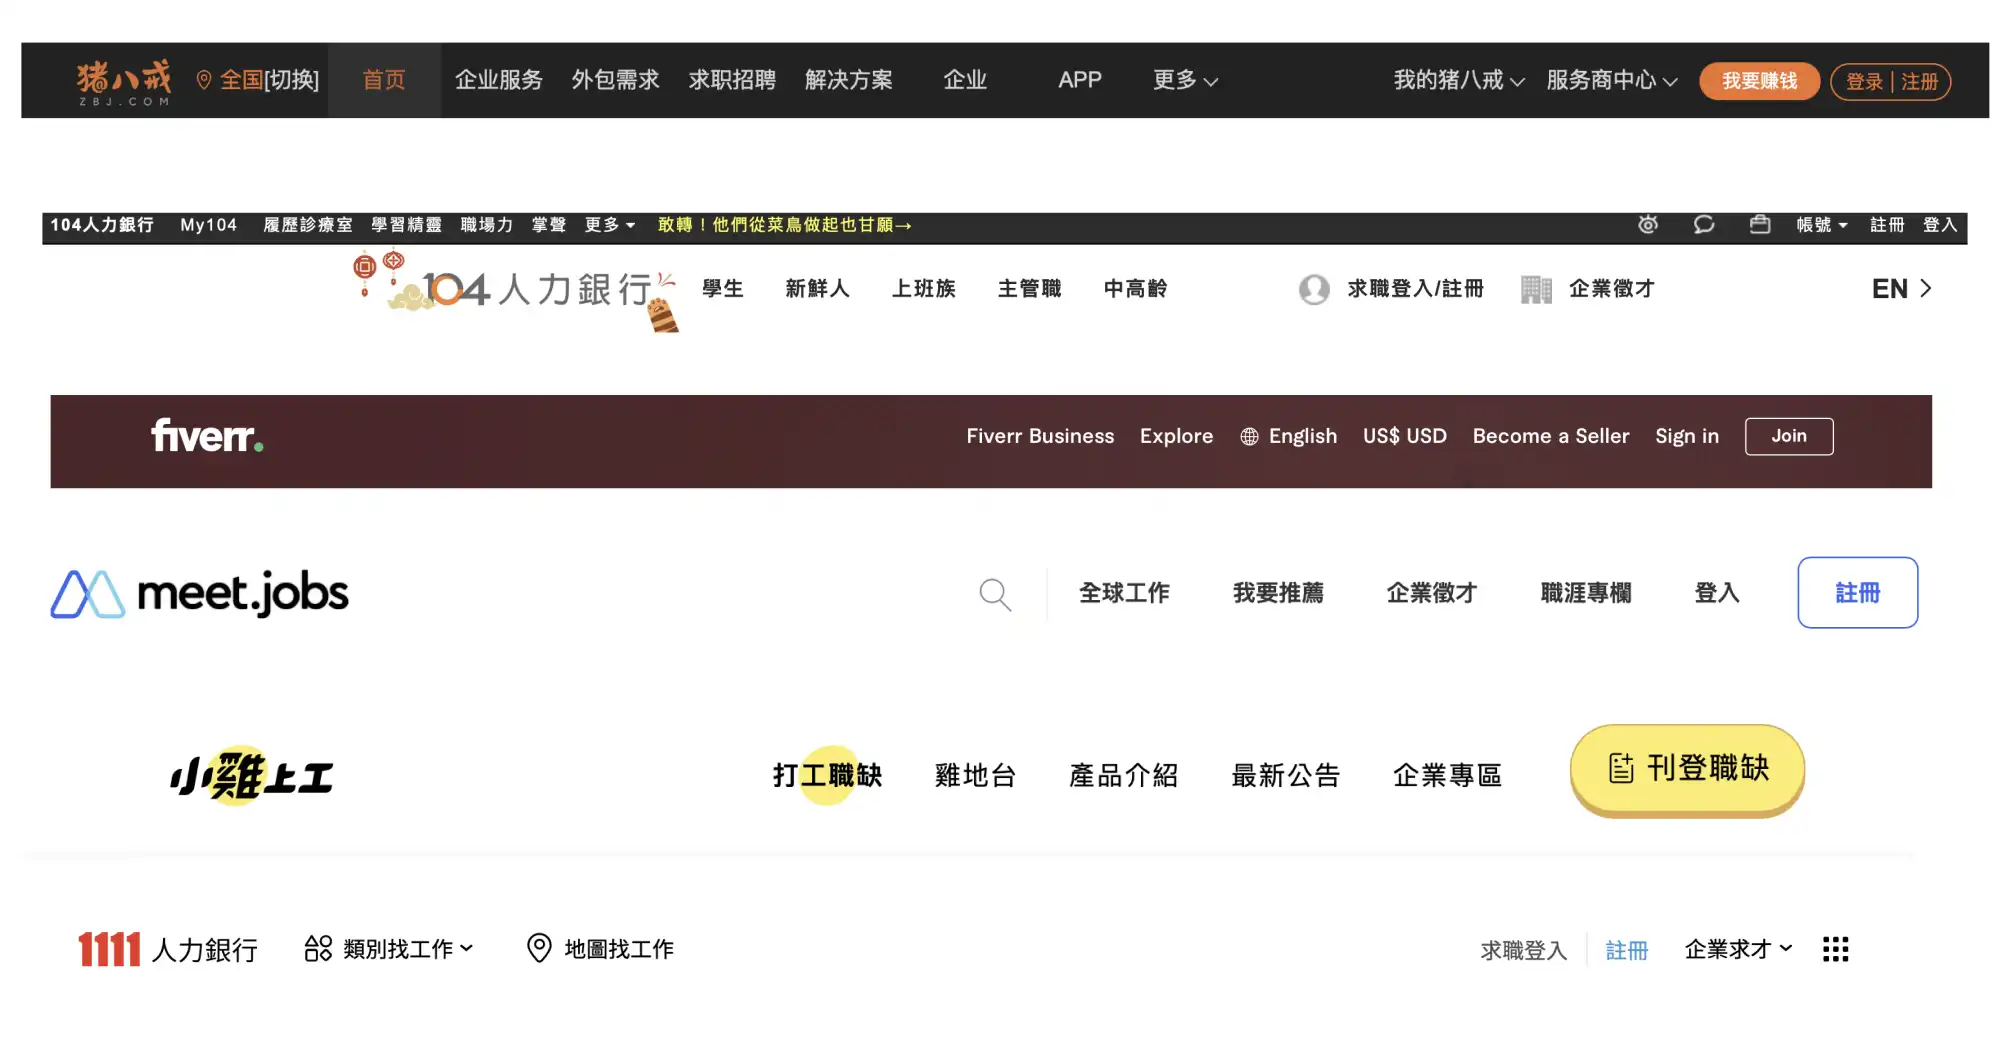 猪八戒 全国[切换] 首页 企业服务 外包需求 求职招聘 解决方案 企业 APP 更多 我的猪八戒 服务商中心 我要赚钱 登录 | 注册
ZBJ.COM
104人力銀行 My104 履歷診療室 學習精靈 職場力 掌聲 更多 敢轉！他們從菜鳥做起也甘願→ 帳號 註冊 登入
104人力銀行 學生 新鮮人 上班族 主管職 中高齡 求職登入/註冊 企業徵才 EN
fiverr. Fiverr Business Explore English US$ USD Become a Seller Sign in Join
meet.jobs 全球工作 我要推薦 企業徵才 職涯專欄 登入 註冊
小雞上工 打工職缺 雞地台 產品介紹 最新公告 企業專區 刊登職缺
1111人力銀行 類別找工作 地圖找工作 求職登入 註冊 企業求才